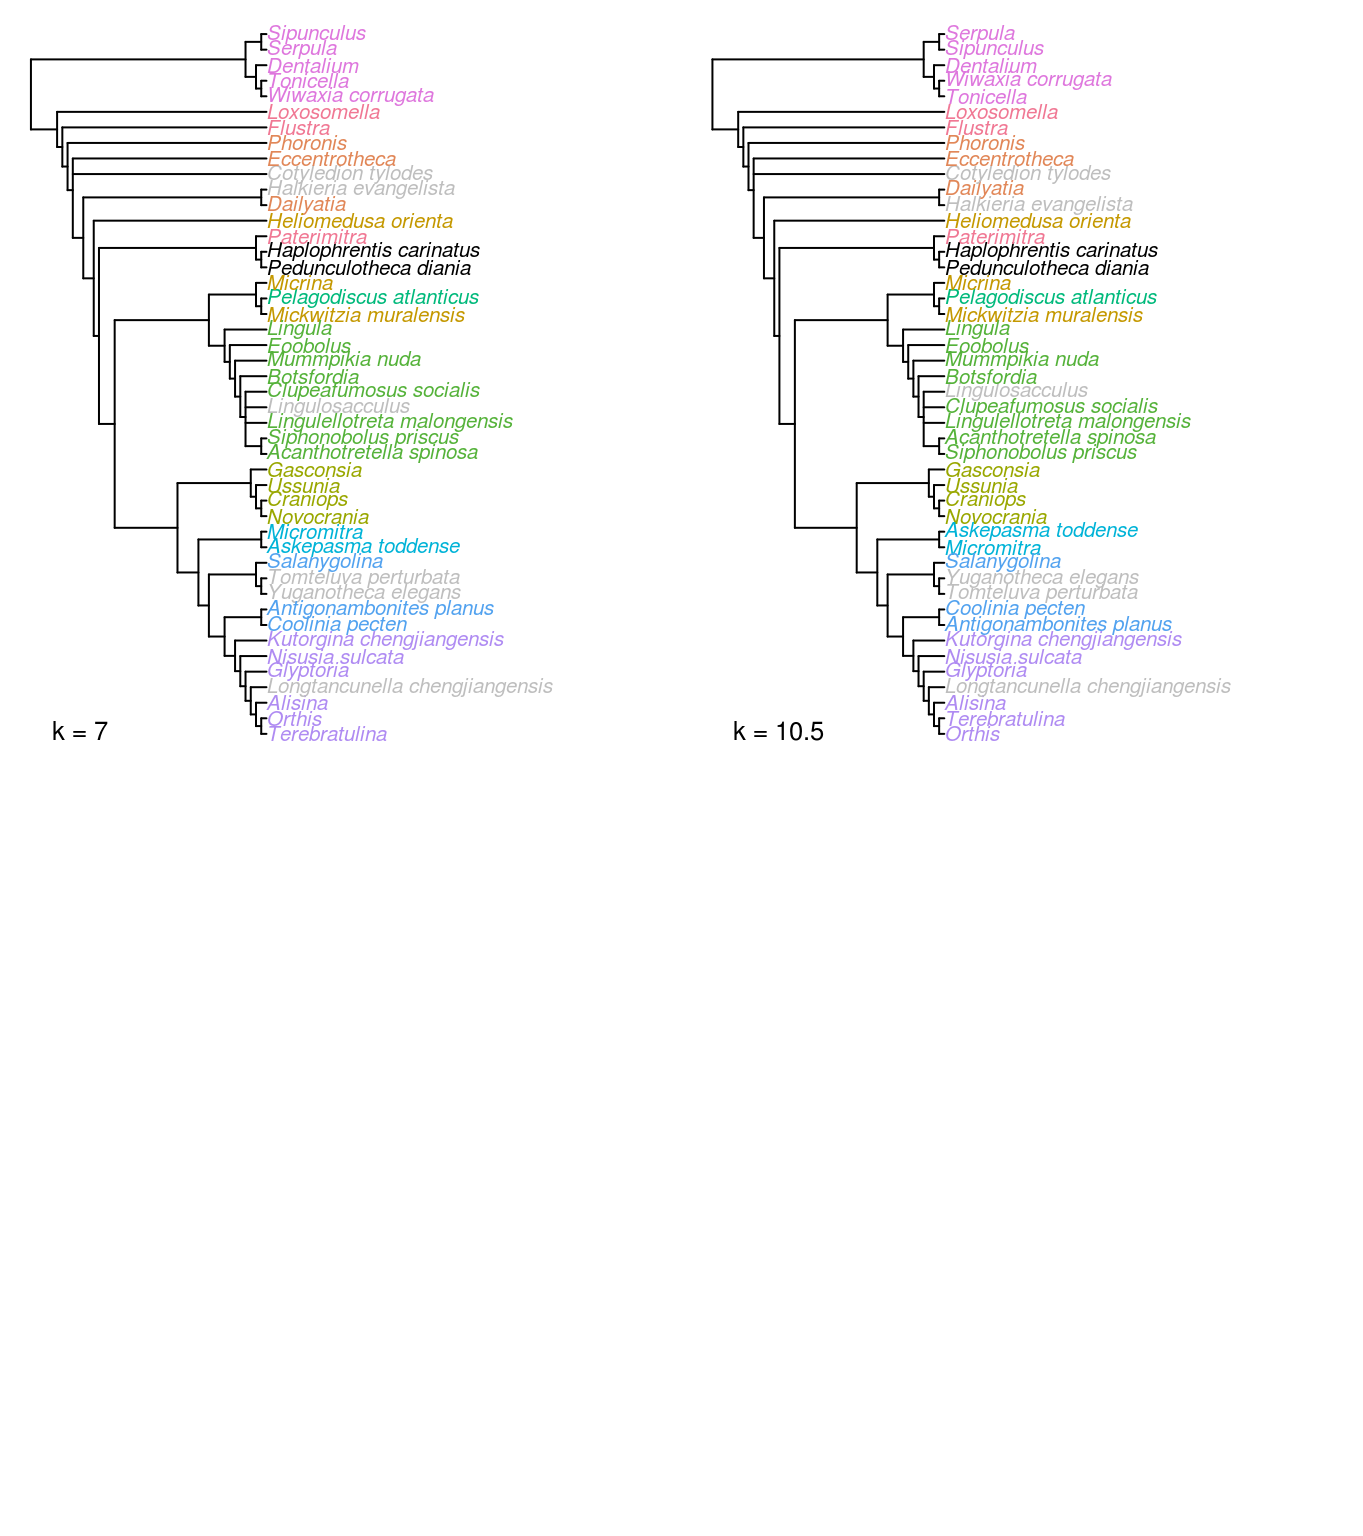 Sipunculus
Serpula
Dentalium
Tonicella
Wiwaxia corrugata
Loxosomella
Flustra
Phoronis
Eccentrotheca
Cotyledion tylodes
Halkieria evangelista
Dailyatia
Heliomedusa orienta
Paterimitra
Haplophrentis carinatus
Pedunculotheca diania
Micrina
Pelagodiscus atlanticus
Mickwitzia muralensis
Lingula
Eoobolus
Mummpikia nuda
Botsfordia
Clupeafumosus socialis
Lingulosacculus
Lingulellotreta malongensis
Siphonobolus priscus
Acanthotretella spinosa
Gasconsia
Ussunia
Craniops
Novocrania
Micromitra
Askepasma toddense
Salanygolina
Tomteluva perturbata
Yuganotheca elegans
Antigonambonites planus
Coolinia pecten
Kutorgina chengjiangensis
Nisusia sulcata
Glyptoria
Longtancunella chengjiangensis
Alisina
Orthis
Terebratulina
k = 7
Serpula
Sipunculus
Dentalium
Wiwaxia corrugata
Tonicella
Loxosomella
Flustra
Phoronis
Eccentrotheca
Cotyledion tylodes
Dailyatia
Halkieria evangelista
Heliomedusa orienta
Paterimitra
Haplophrentis carinatus
Pedunculotheca diania
Micrina
Pelagodiscus atlanticus
Mickwitzia muralensis
Lingula
Eoobolus
Mummpikia nuda
Botsfordia
Lingulosacculus
Clupeafumosus socialis
Lingulellotreta malongensis
Acanthotretella spinosa
Siphonobolus priscus
Gasconsia
Ussunia
Craniops
Novocrania
Askepasma toddense
Micromitra
Salanygolina
Yuganotheca elegans
Tomteluva perturbata
Coolinia pecten
Antigonambonites planus
Kutorgina chengjiangensis
Nisusia sulcata
Glyptoria
Longtancunella chengjiangensis
Alisina
Terebratulina
Orthis
k = 10.5